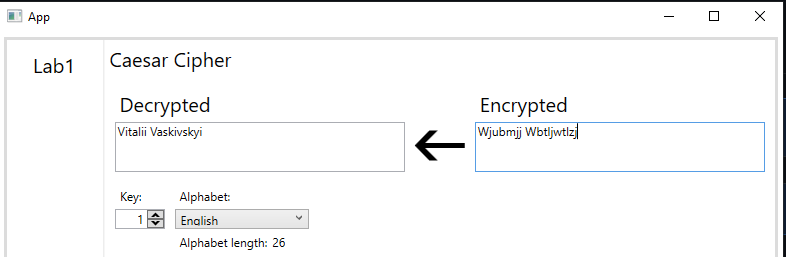 App
Lab1
Caesar Cipher
Decrypted
Encrypted
Vitalii Vaskivskyi
Wjubmjj Wbtljwtlzj
Key:
Alphabet:
1
English
Alphabet length: 26